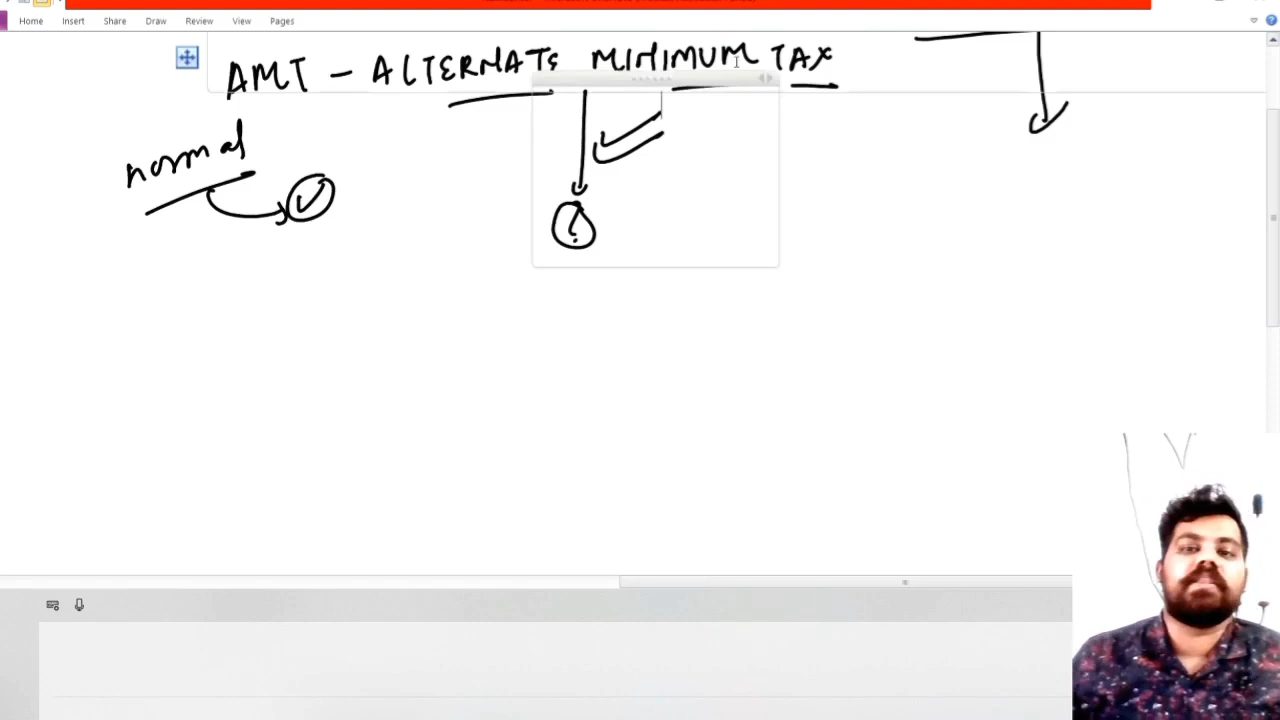 Home Insert Share Draw Review View Pages
AMT - ALTERNATE MINIMUM TAX
normal
?